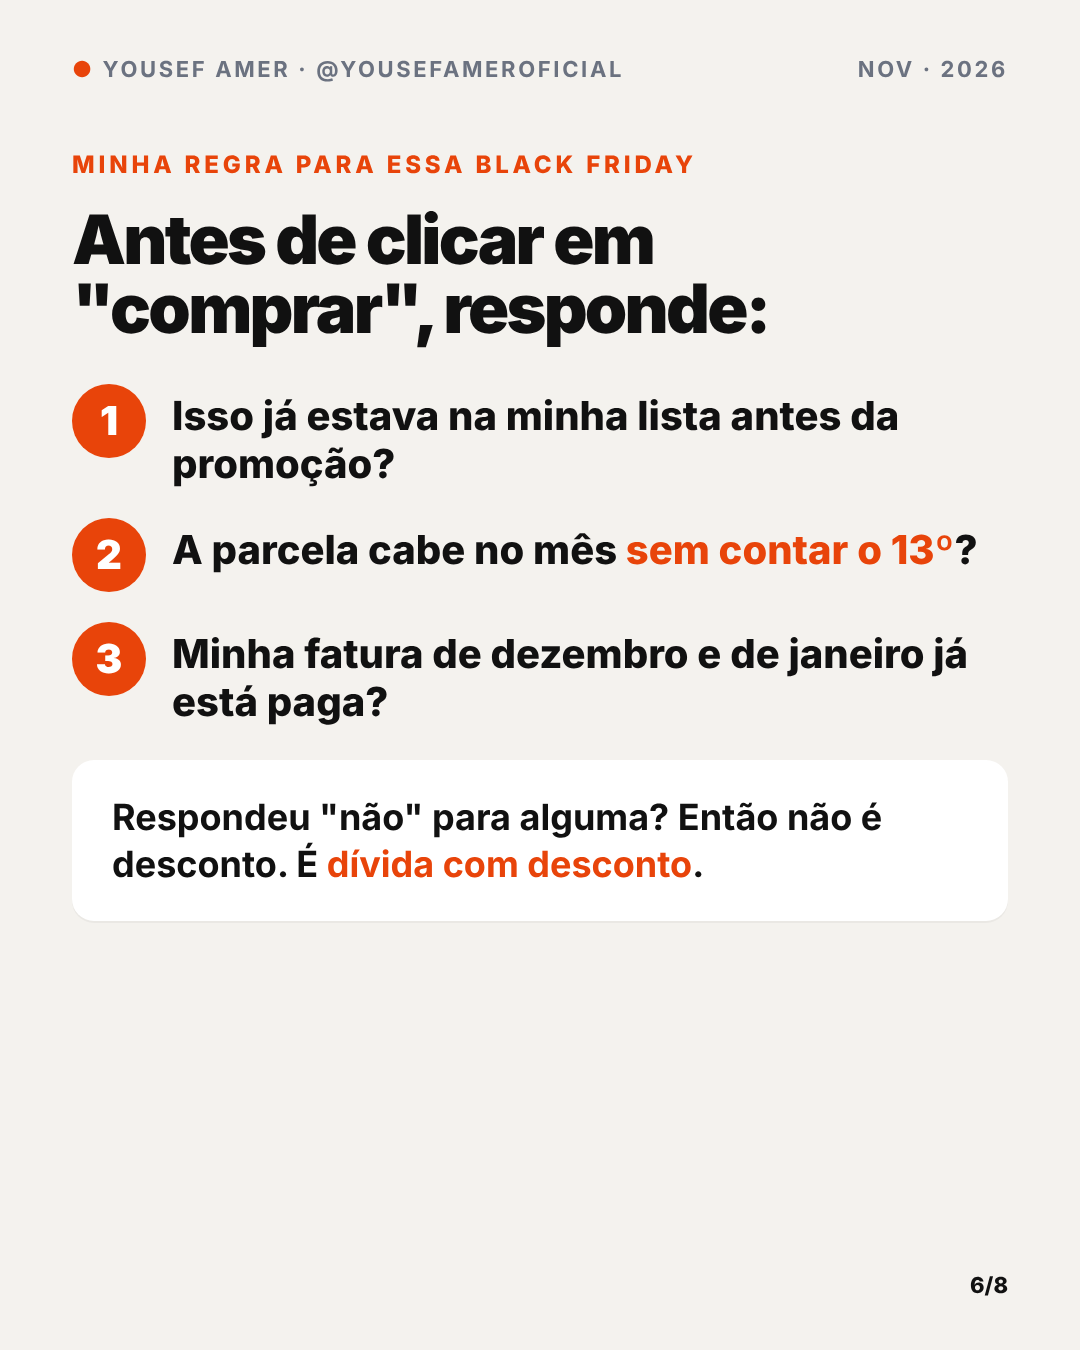 YOUSEF AMER · @YOUSEFAMEROFICIAL
NOV · 2026
MINHA REGRA PARA ESSA BLACK FRIDAY
Antes de clicar em
"comprar", responde:
1 Isso já estava na minha lista antes da
promoção?
2 A parcela cabe no mês sem contar o 13º?
3 Minha fatura de dezembro e de janeiro já
está paga?
Respondeu "não" para alguma? Então não é
desconto. É dívida com desconto.
6/8